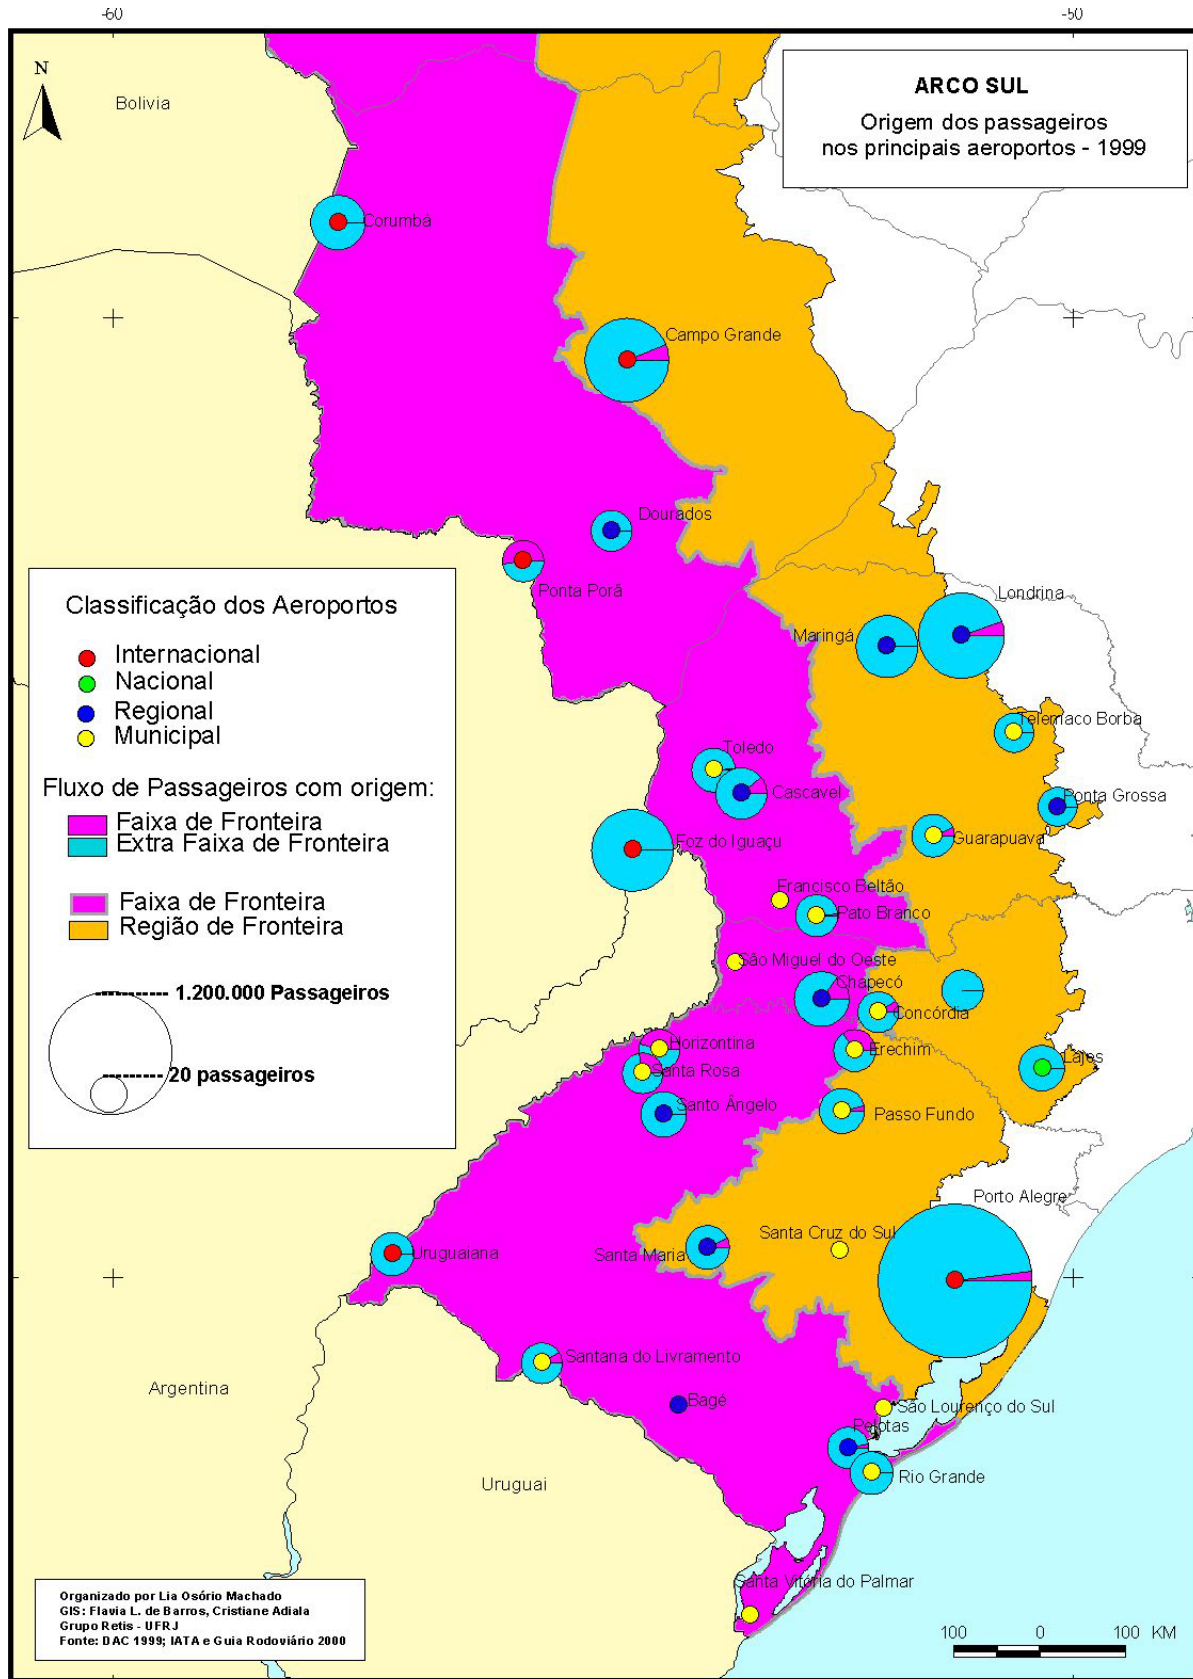 -60
-50
N
Bolivia
ARCO SUL
Origem dos passageiros
nos principais aeroportos - 1999
Corumbá
Campo Grande
Dourados
Ponta Porã
Londrina
Maringá
Telemaco Borba
Toledo
Cascavel
Ponta Grossa
Foz do Iguaçu
Guarapuava
Francisco Beltão
Pato Branco
São Miguel do Oeste
Chapecó
Concórdia
Horizontina
Erechim
Lajes
Santa Rosa
Santo Ângelo
Passo Fundo
Porto Alegre
Santa Cruz do Sul
Santa Maria
Uruguaiana
Santana do Livramento
Argentina
Bagé
São Lourenço do Sul
Pelotas
Rio Grande
Uruguai
Santa Vitória do Palmar
Classificação dos Aeroportos
Internacional
Nacional
Regional
Municipal
Fluxo de Passageiros com origem:
Faixa de Fronteira
Extra Faixa de Fronteira
Faixa de Fronteira
Região de Fronteira
1.200.000 Passageiros
20 passageiros
Organizado por Lia Osório Machado
GIS: Flavia L. de Barros, Cristiane Adiala
Grupo Retis - UFRJ
Fonte: DAC 1999; IATA e Guia Rodoviário 2000
100 0 100 KM